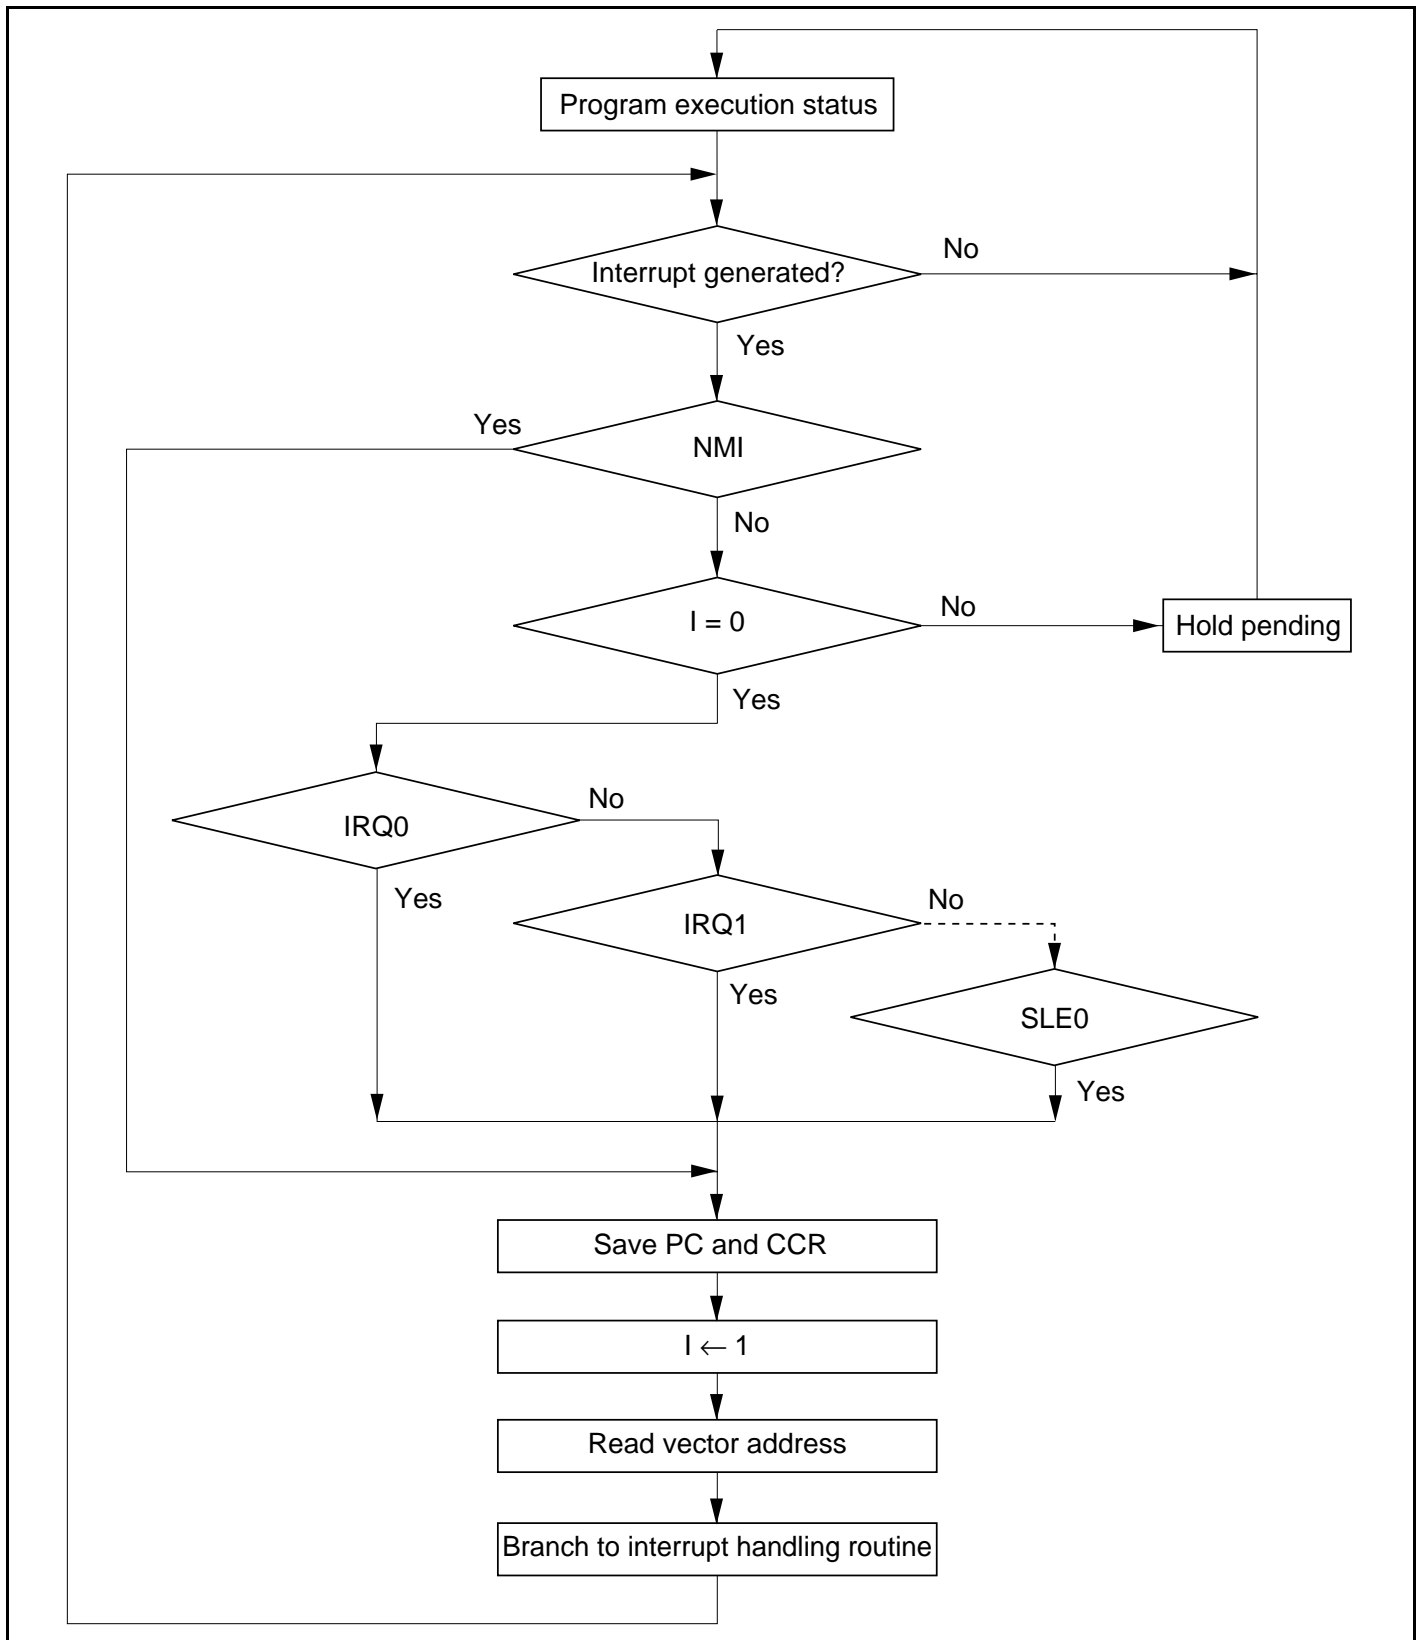 Program execution status
Interrupt generated?
No
Yes
Yes
NMI
No
I = 0
No
Hold pending
Yes
IRQ0
No
Yes
IRQ1
No
Yes
SLE0
Yes
Save PC and CCR
I ← 1
Read vector address
Branch to interrupt handling routine